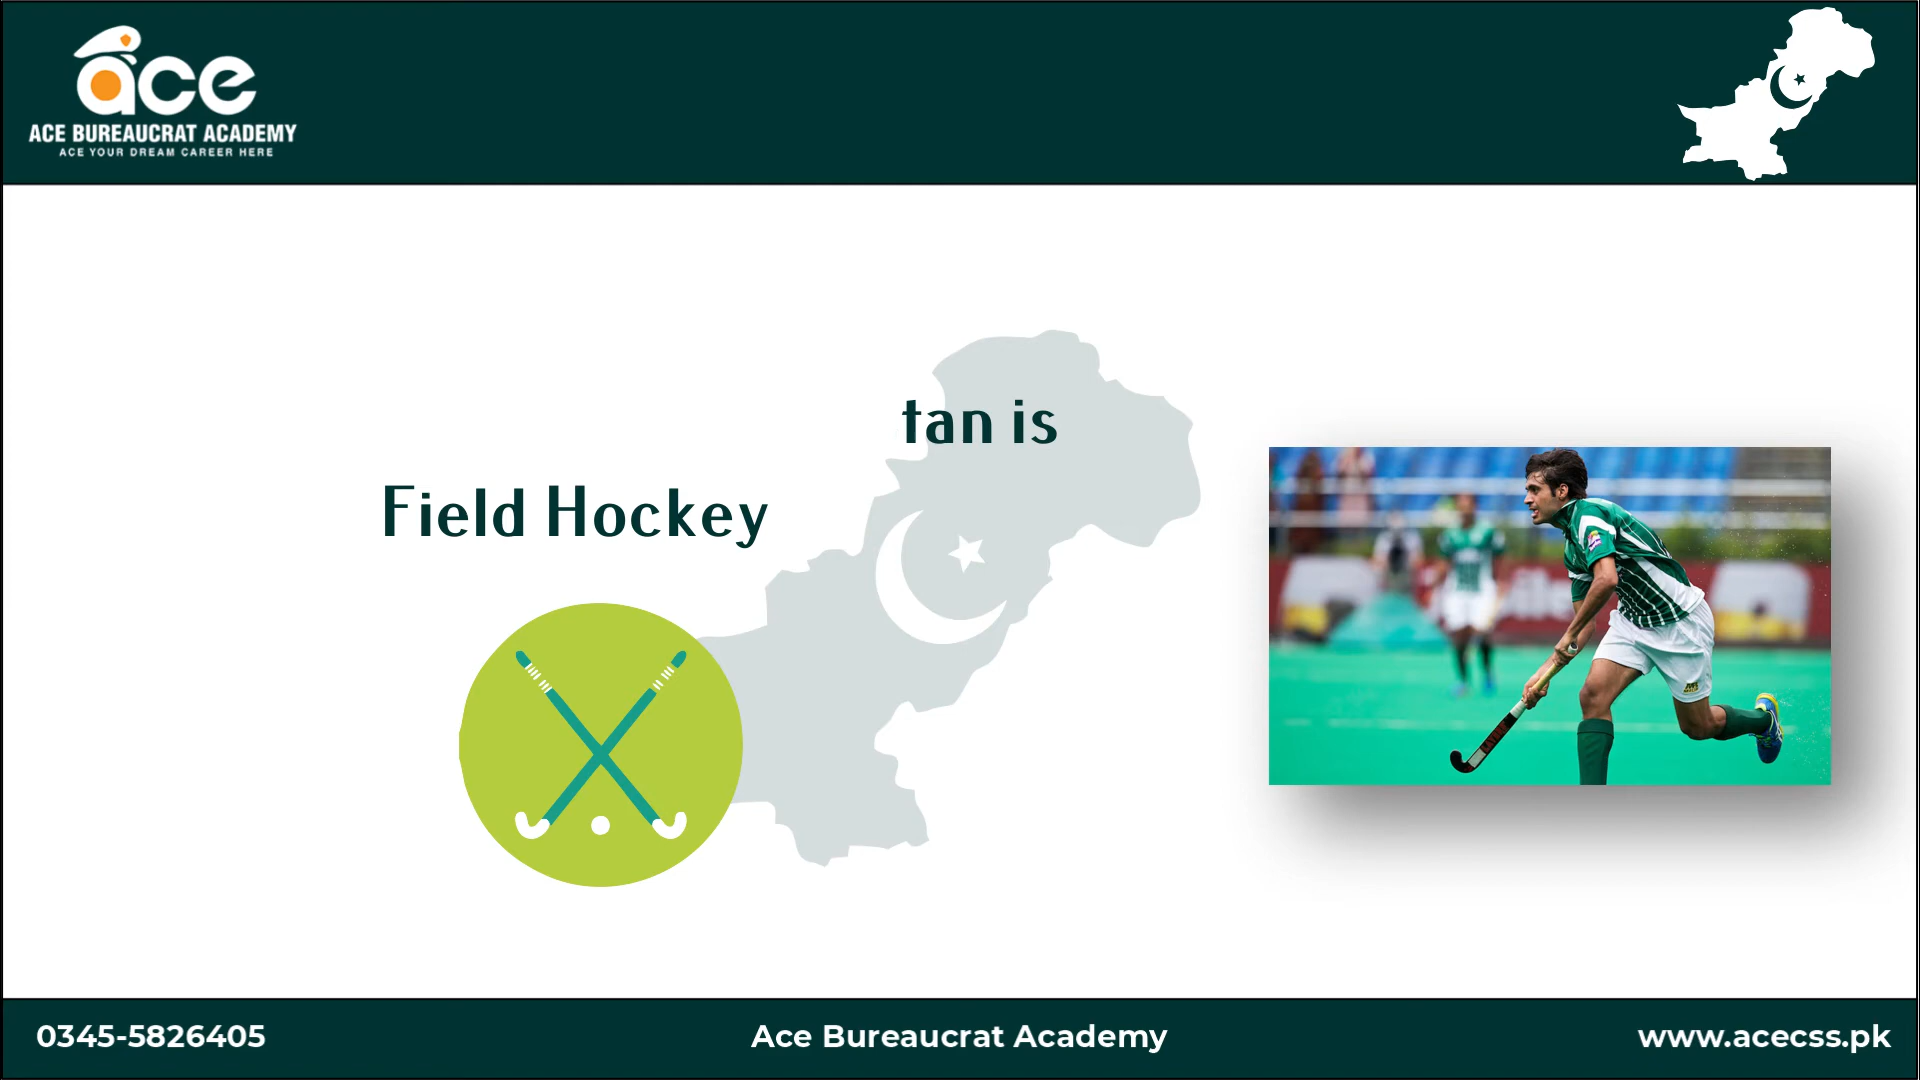 ace
ACE BUREAUCRAT ACADEMY
ACE YOUR DREAM CAREER HERE
tan is
Field Hockey
0345-5826405
Ace Bureaucrat Academy
www.acecss.pk